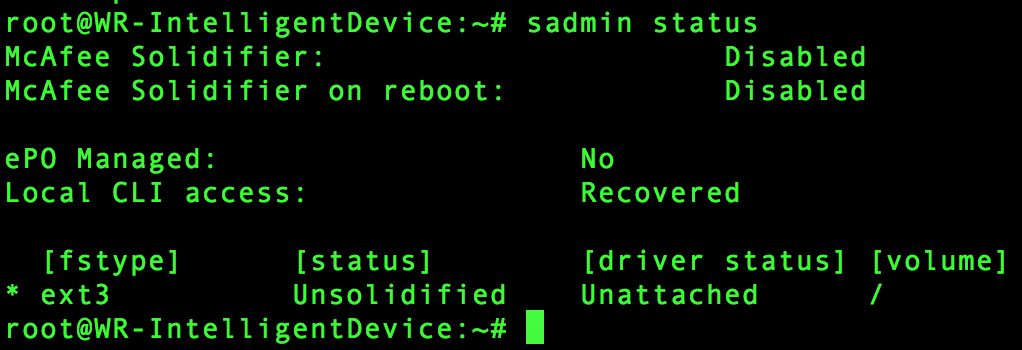 root@WR-IntelligentDevice:~# sadmin status
McAfee Solidifier: Disabled
McAfee Solidifier on reboot: Disabled
ePO Managed: No
Local CLI access: Recovered
[fstype] [status] [driver status] [volume]
* ext3 Unsolidified Unattached /
root@WR-IntelligentDevice:~#